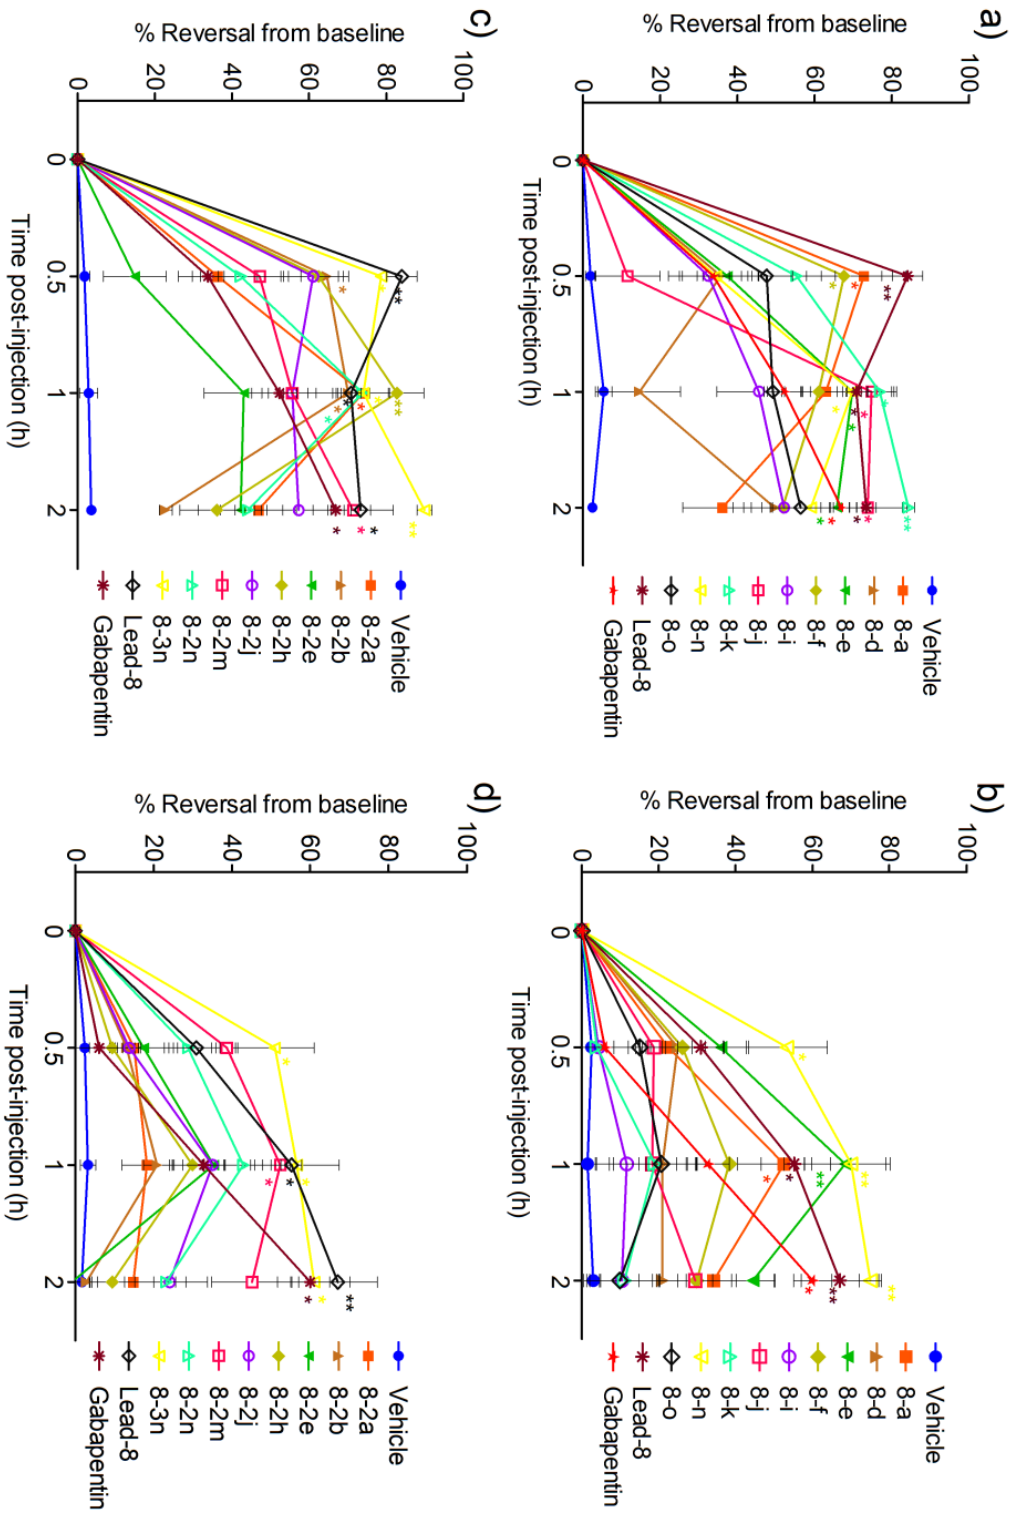 a)
% Reversal from baseline
100
80
60
40
20
0
0
0.5
1
2
Time post-injection (h)
**
*
*
*
*
*
*
*
*
**
*
*
*
*
Vehicle
8-a
8-d
8-e
8-f
8-i
8-j
8-k
8-n
8-o
Lead-8
Gabapentin
b)
% Reversal from baseline
100
80
60
40
20
0
0
0.5
1
2
Time post-injection (h)
*
**
**
*
*
**
**
*
Vehicle
8-a
8-d
8-e
8-f
8-i
8-j
8-k
8-n
8-o
Lead-8
Gabapentin
c)
% Reversal from baseline
100
80
60
40
20
0
0
0.5
1
2
Time post-injection (h)
**
*
*
**
*
*
*
*
*
**
*
*
*
Vehicle
8-2a
8-2b
8-2e
8-2h
8-2j
8-2m
8-2n
8-3n
Lead-8
Gabapentin
d)
% Reversal from baseline
100
80
60
40
20
0
0
0.5
1
2
Time post-injection (h)
*
*
*
*
**
*
*
Vehicle
8-2a
8-2b
8-2e
8-2h
8-2j
8-2m
8-2n
8-3n
Lead-8
Gabapentin